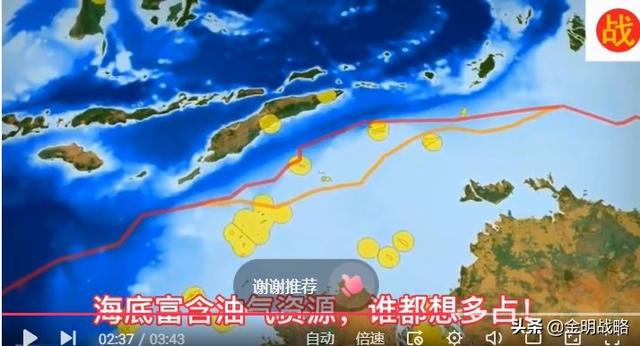 战
谢谢推荐
海底富含油气资源，谁都想多占！
02:37 / 03:43
自动
倍速
头条 @金明战略